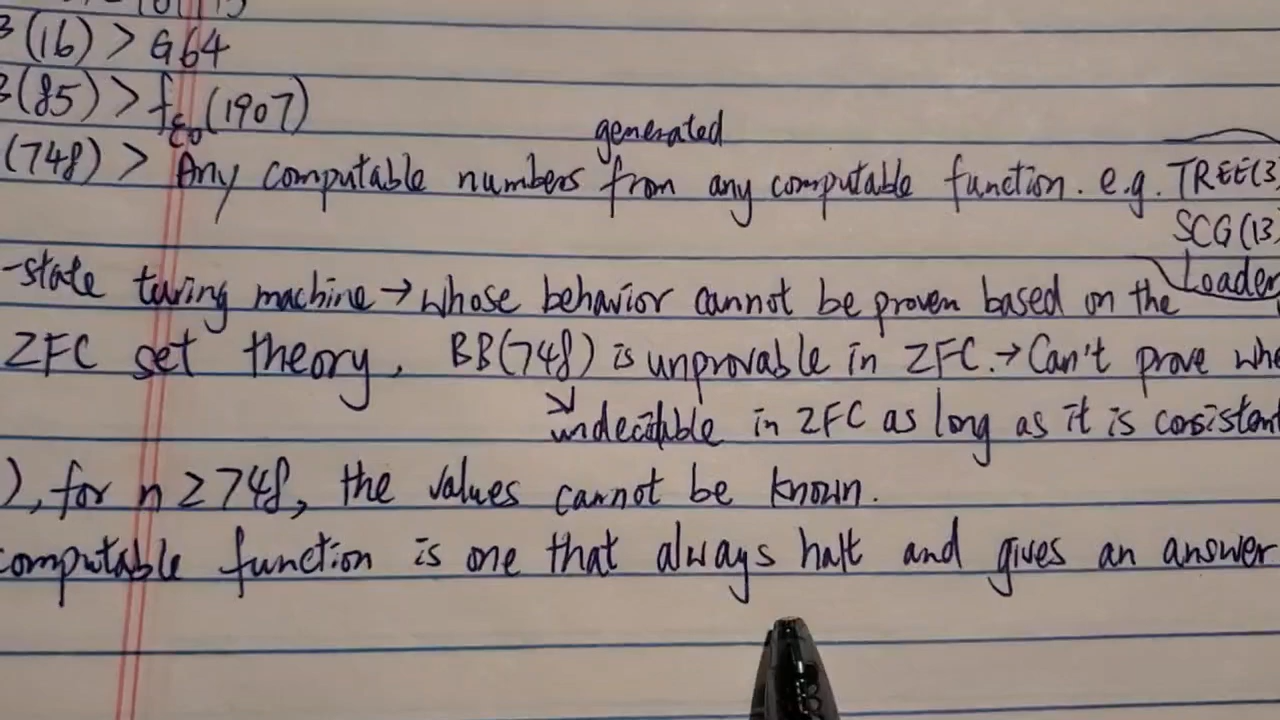 (16) > G64
(85) > fε0(1907)
generated
(748) > Any computable numbers from any computable function. e.g. TREE(3)
SCG(13)
Loader
-state turing machine → whose behavior cannot be proven based on the
ZFC set theory, BB(748) is unprovable in ZFC. → Can't prove whe
↘
undecidable in ZFC as long as it is cosistent
), for n ≥ 748, the values cannot be known.
computable function is one that always halt and gives an answer